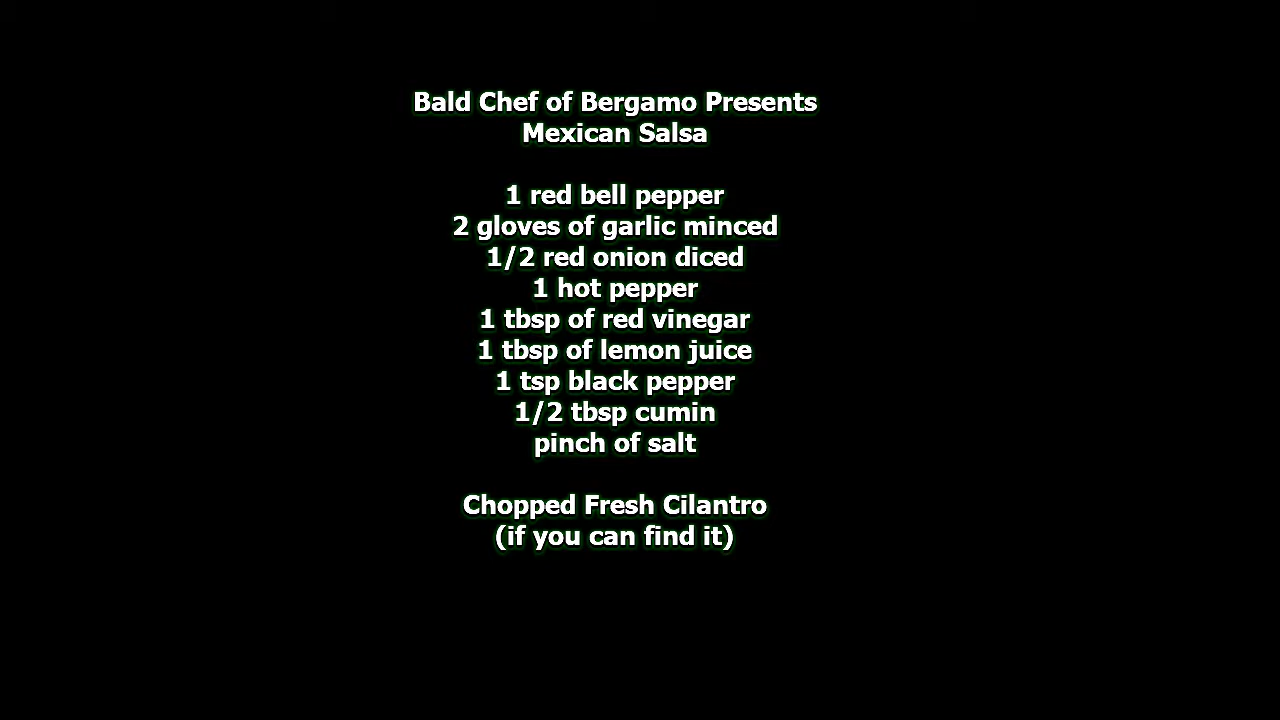 Bald Chef of Bergamo Presents
Mexican Salsa
1 red bell pepper
2 gloves of garlic minced
1/2 red onion diced
1 hot pepper
1 tbsp of red vinegar
1 tbsp of lemon juice
1 tsp black pepper
1/2 tbsp cumin
pinch of salt
Chopped Fresh Cilantro
(if you can find it)